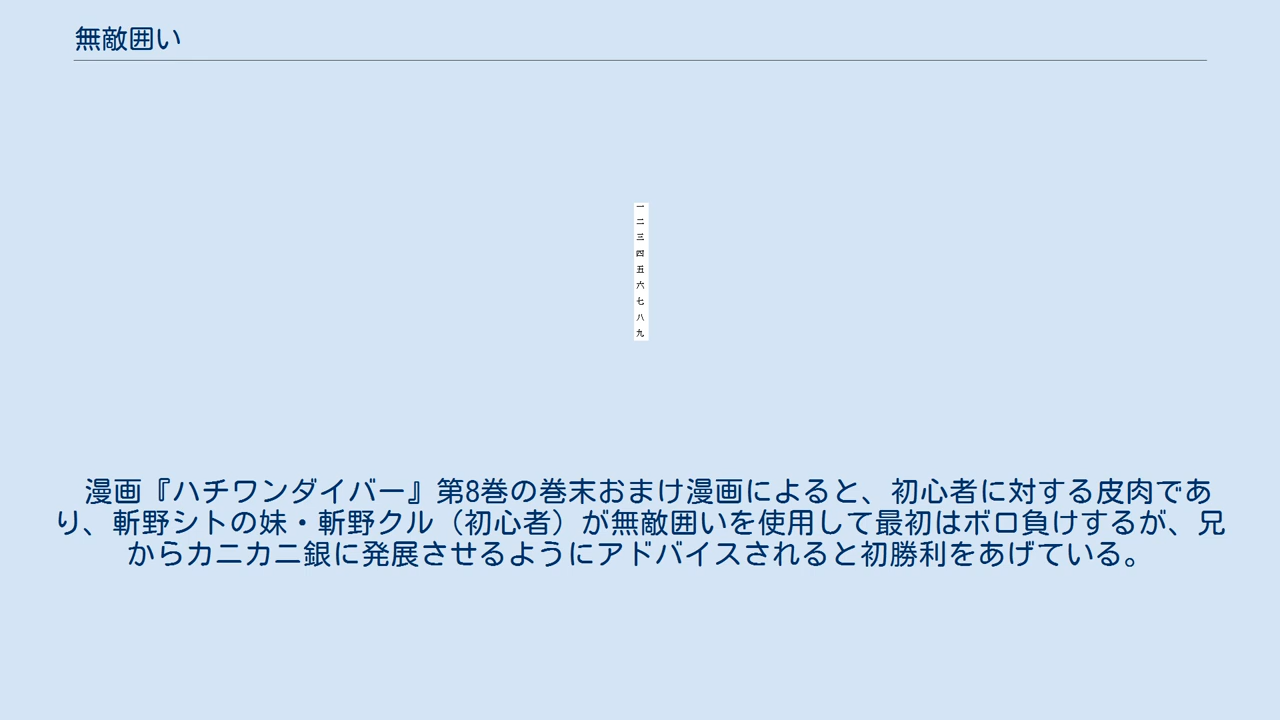 無敵囲い
一
二
三
四
五
六
七
八
九
漫画『ハチワンダイバー』第8巻の巻末おまけ漫画によると、初心者に対する皮肉であ
り、斬野シトの妹・斬野クル（初心者）が無敵囲いを使用して最初はボロ負けするが、兄
からカニカニ銀に発展させるようにアドバイスされると初勝利をあげている。